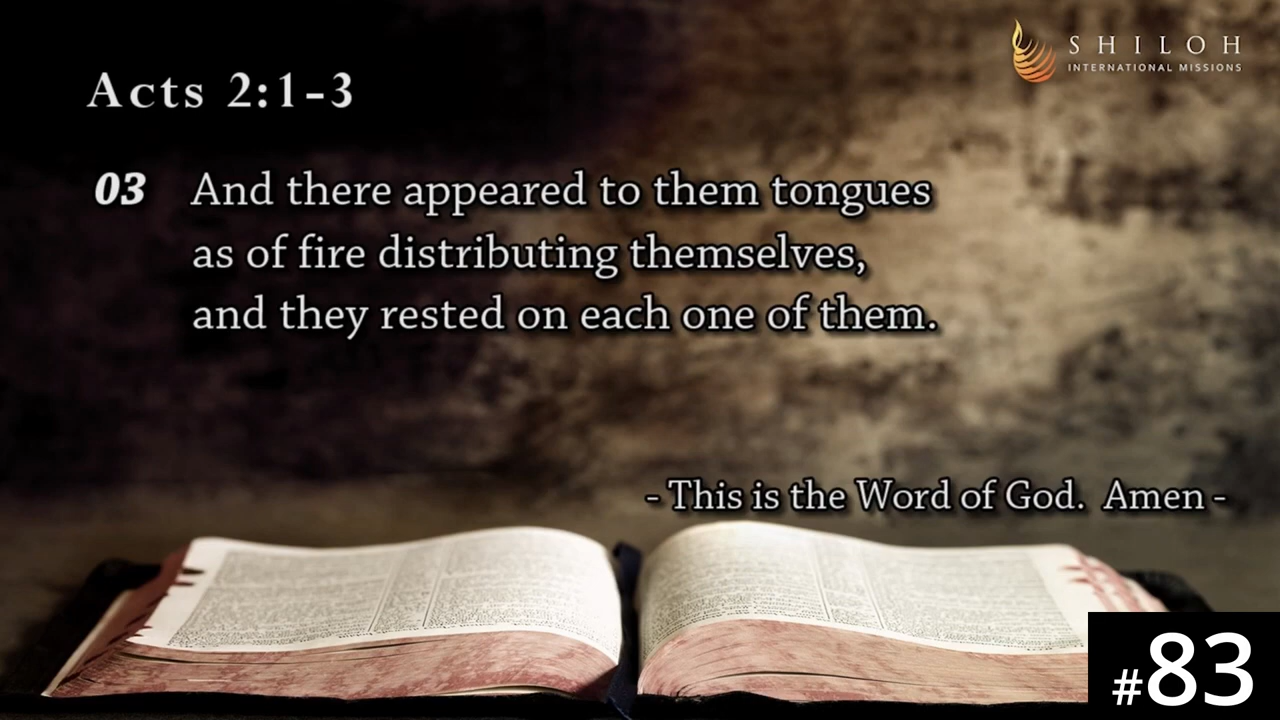 SHILOH
INTERNATIONAL MISSIONS
Acts 2:1-3
03 And there appeared to them tongues
as of fire distributing themselves,
and they rested on each one of them.
- This is the Word of God.  Amen -
#83